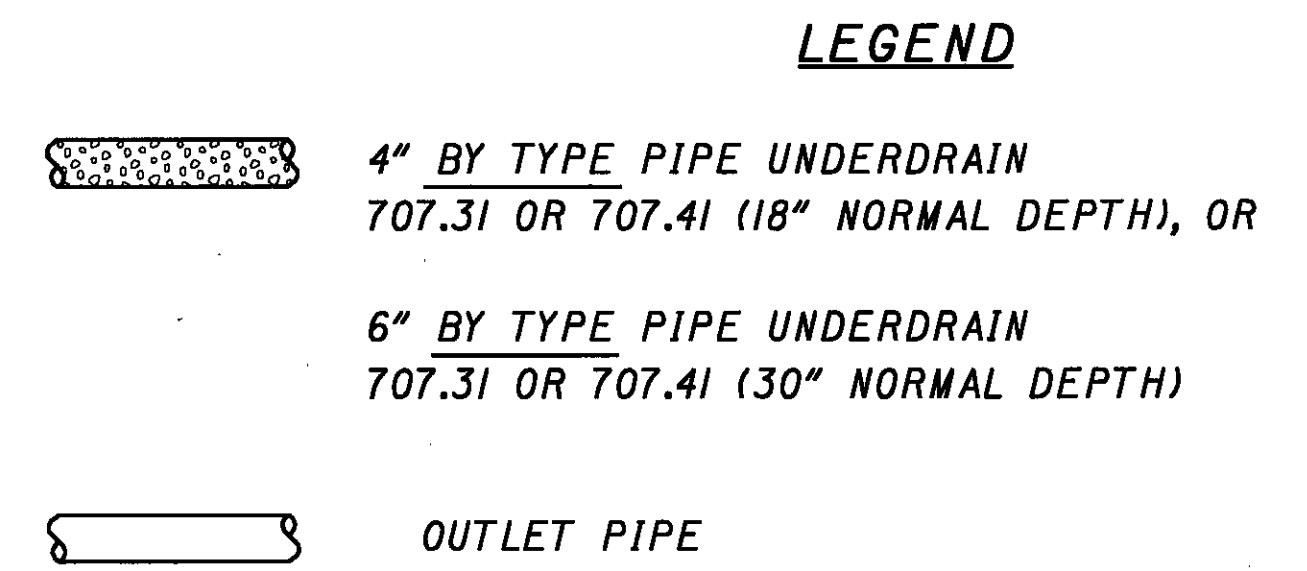 LEGEND
4" BY TYPE PIPE UNDERDRAIN
707.31 OR 707.41 (18" NORMAL DEPTH), OR
6" BY TYPE PIPE UNDERDRAIN
707.31 OR 707.41 (30" NORMAL DEPTH)
OUTLET PIPE